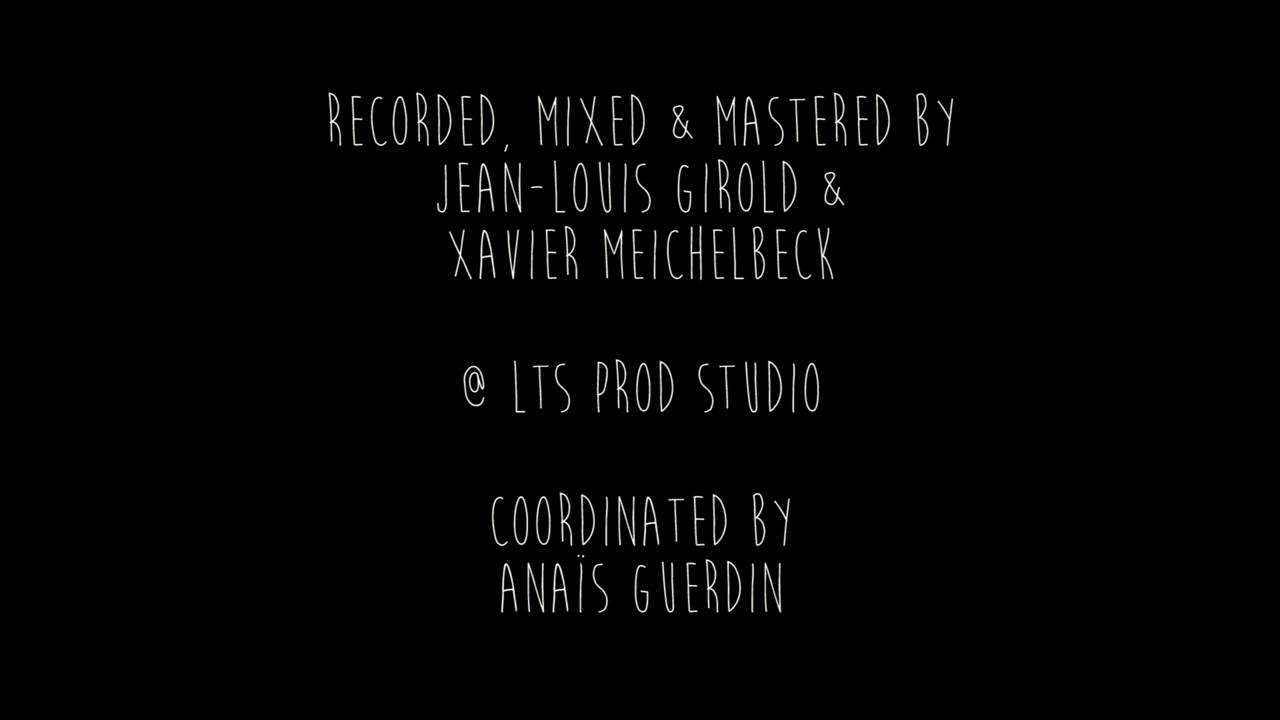 RECORDED, MIXED & MASTERED BY
JEAN-LOUIS GIROLD &
XAVIER MEICHELBECK
@ LTS PROD STUDIO
COORDINATED BY
ANAÏS GUERDIN